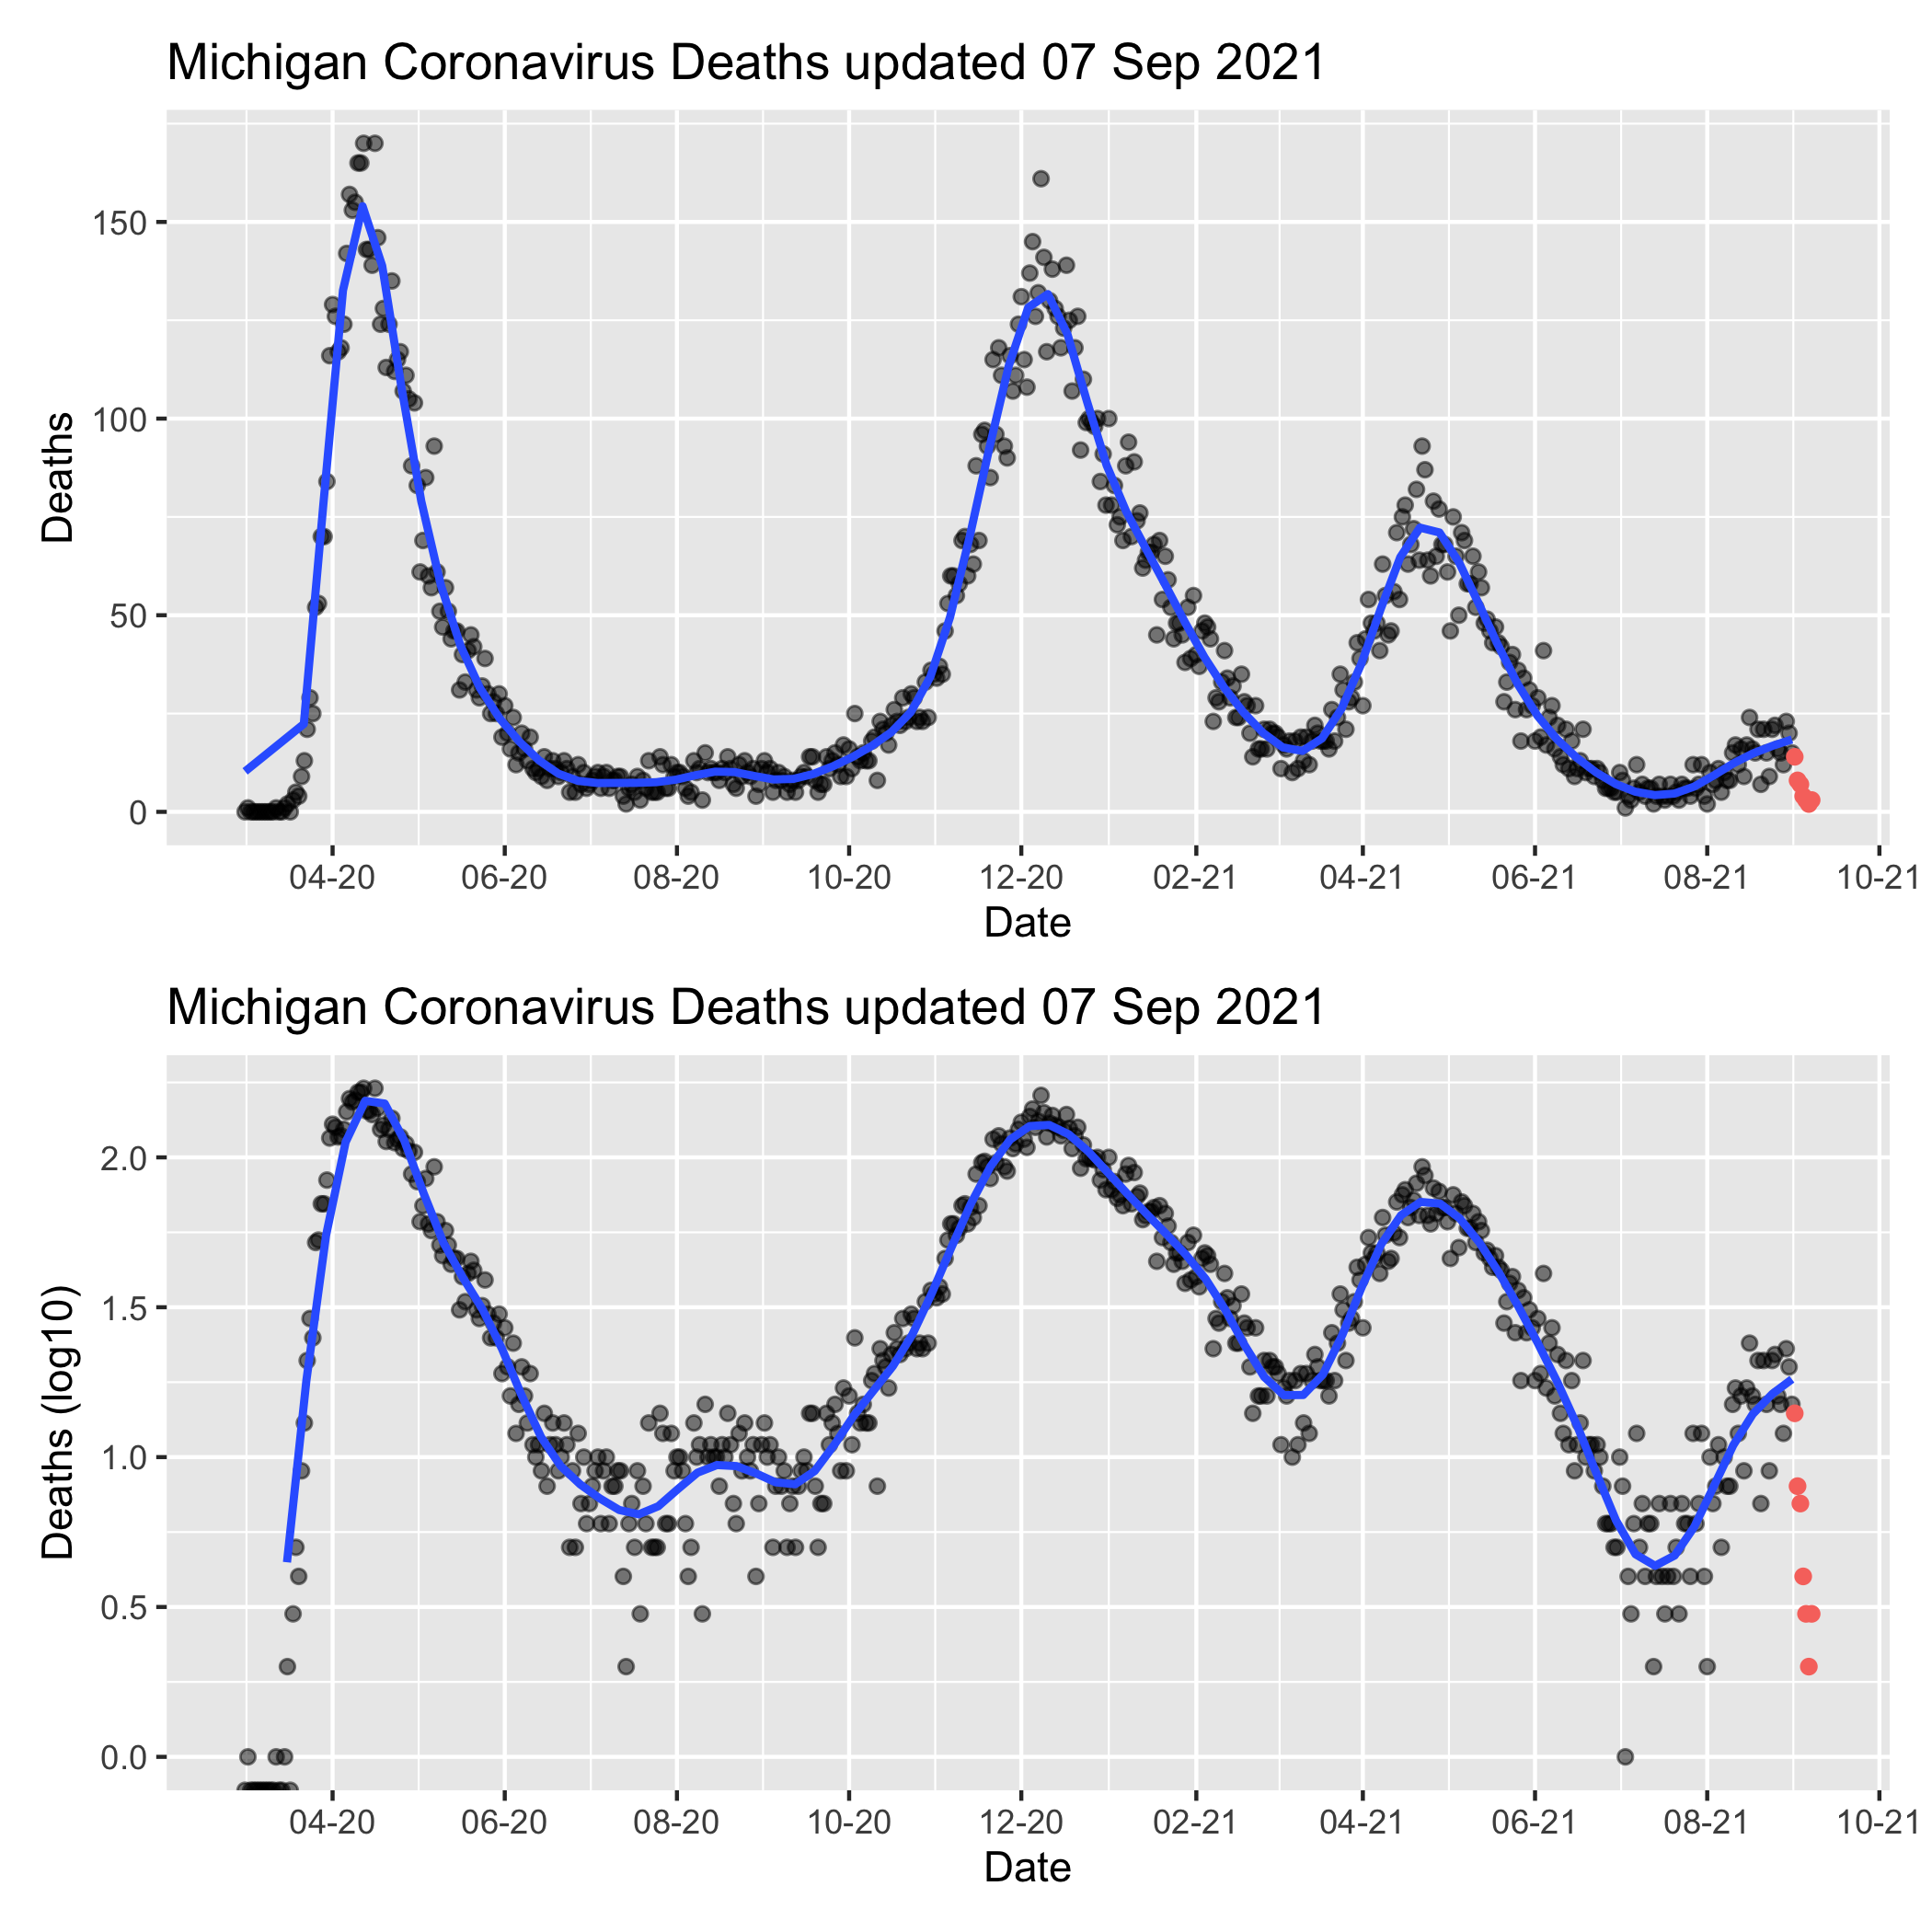 Michigan Coronavirus Deaths updated 07 Sep 2021
150
100
50
0
Deaths
04-20 06-20 08-20 10-20 12-20 02-21 04-21 06-21 08-21 10-21
Date
Michigan Coronavirus Deaths updated 07 Sep 2021
2.0
1.5
1.0
0.5
0.0
Deaths (log10)
04-20 06-20 08-20 10-20 12-20 02-21 04-21 06-21 08-21 10-21
Date